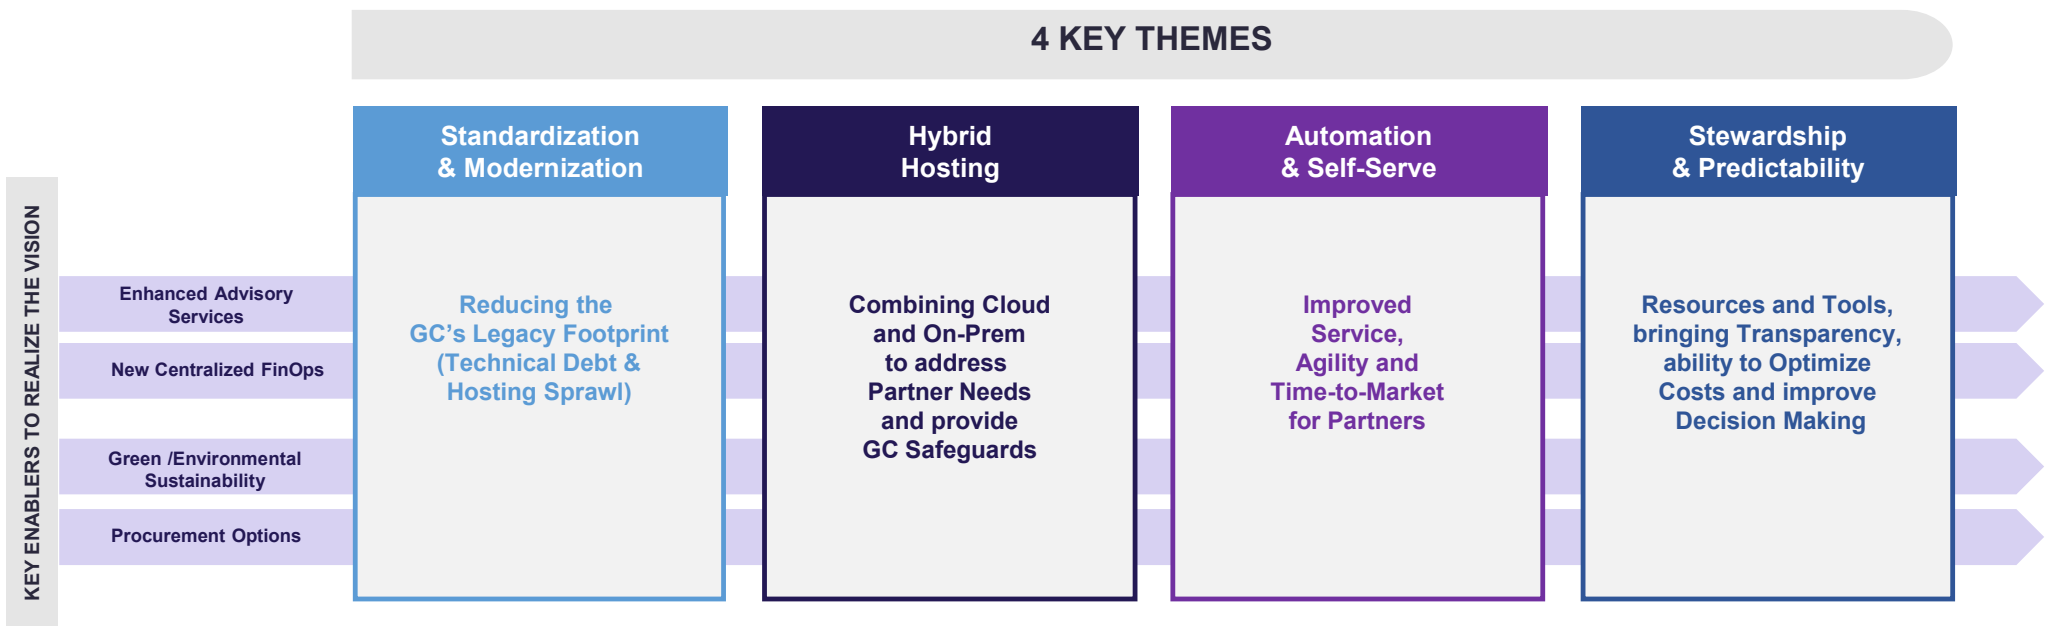 4 KEY THEMES
Standardization
& Modernization
Hybrid
Hosting
Automation
& Self-Serve
Stewardship
& Predictability
KEY ENABLERS TO REALIZE THE VISION
Enhanced Advisory
Services
New Centralized FinOps
Green /Environmental
Sustainability
Procurement Options
Reducing the
GC’s Legacy Footprint
(Technical Debt &
Hosting Sprawl)
Combining Cloud
and On-Prem
to address
Partner Needs
and provide
GC Safeguards
Improved
Service,
Agility and
Time-to-Market
for Partners
Resources and Tools,
bringing Transparency,
ability to Optimize
Costs and improve
Decision Making